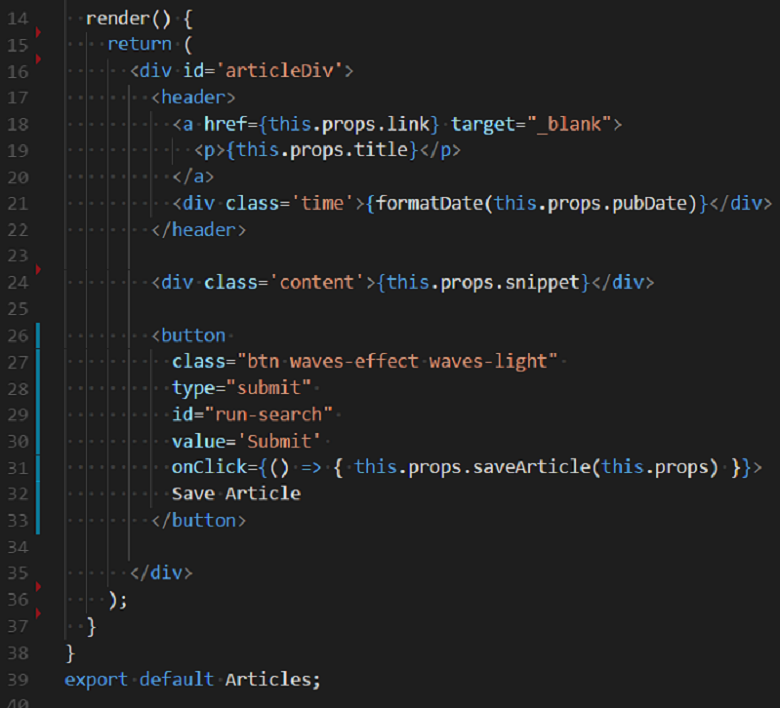 14 render() {
15 return (
16 <div id='articleDiv'>
17 <header>
18 <a href={this.props.link} target="_blank">
19 <p>{this.props.title}</p>
20 </a>
21 <div class='time'>{formatDate(this.props.pubDate)}</div>
22 </header>
23
24 <div class='content'>{this.props.snippet}</div>
25
26 <button
27 class="btn waves-effect waves-light"
28 type="submit"
29 id="run-search"
30 value='Submit'
31 onClick={() => { this.props.saveArticle(this.props) }}>
32 Save Article
33 </button>
34
35 </div>
36 );
37 }
38 }
39 export default Articles;
40